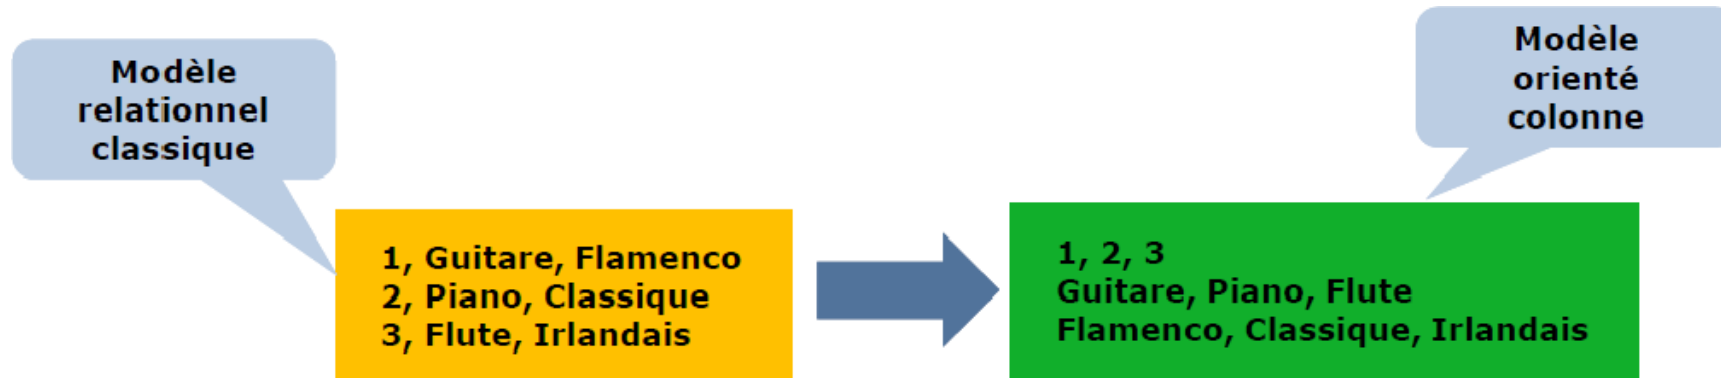 Modèle
relationnel
classique
1, Guitare, Flamenco
2, Piano, Classique
3, Flute, Irlandais
Modèle
orienté
colonne
1, 2, 3
Guitare, Piano, Flute
Flamenco, Classique, Irlandais